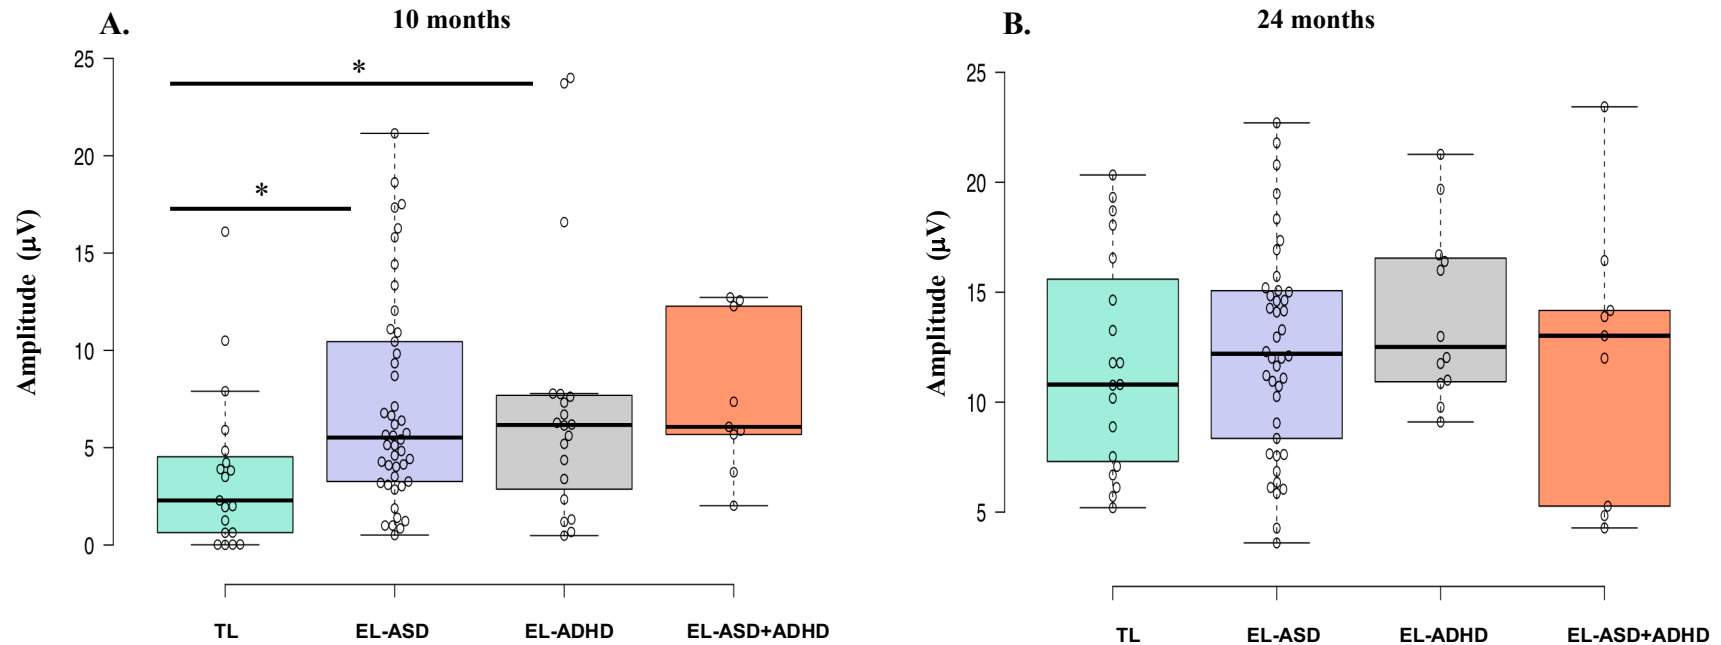 A.
10 months
*
*
Amplitude (µV)
25
20
15
10
5
0
TL
EL-ASD
EL-ADHD
EL-ASD+ADHD
B.
24 months
Amplitude (µV)
25
20
15
10
5
TL
EL-ASD
EL-ADHD
EL-ASD+ADHD